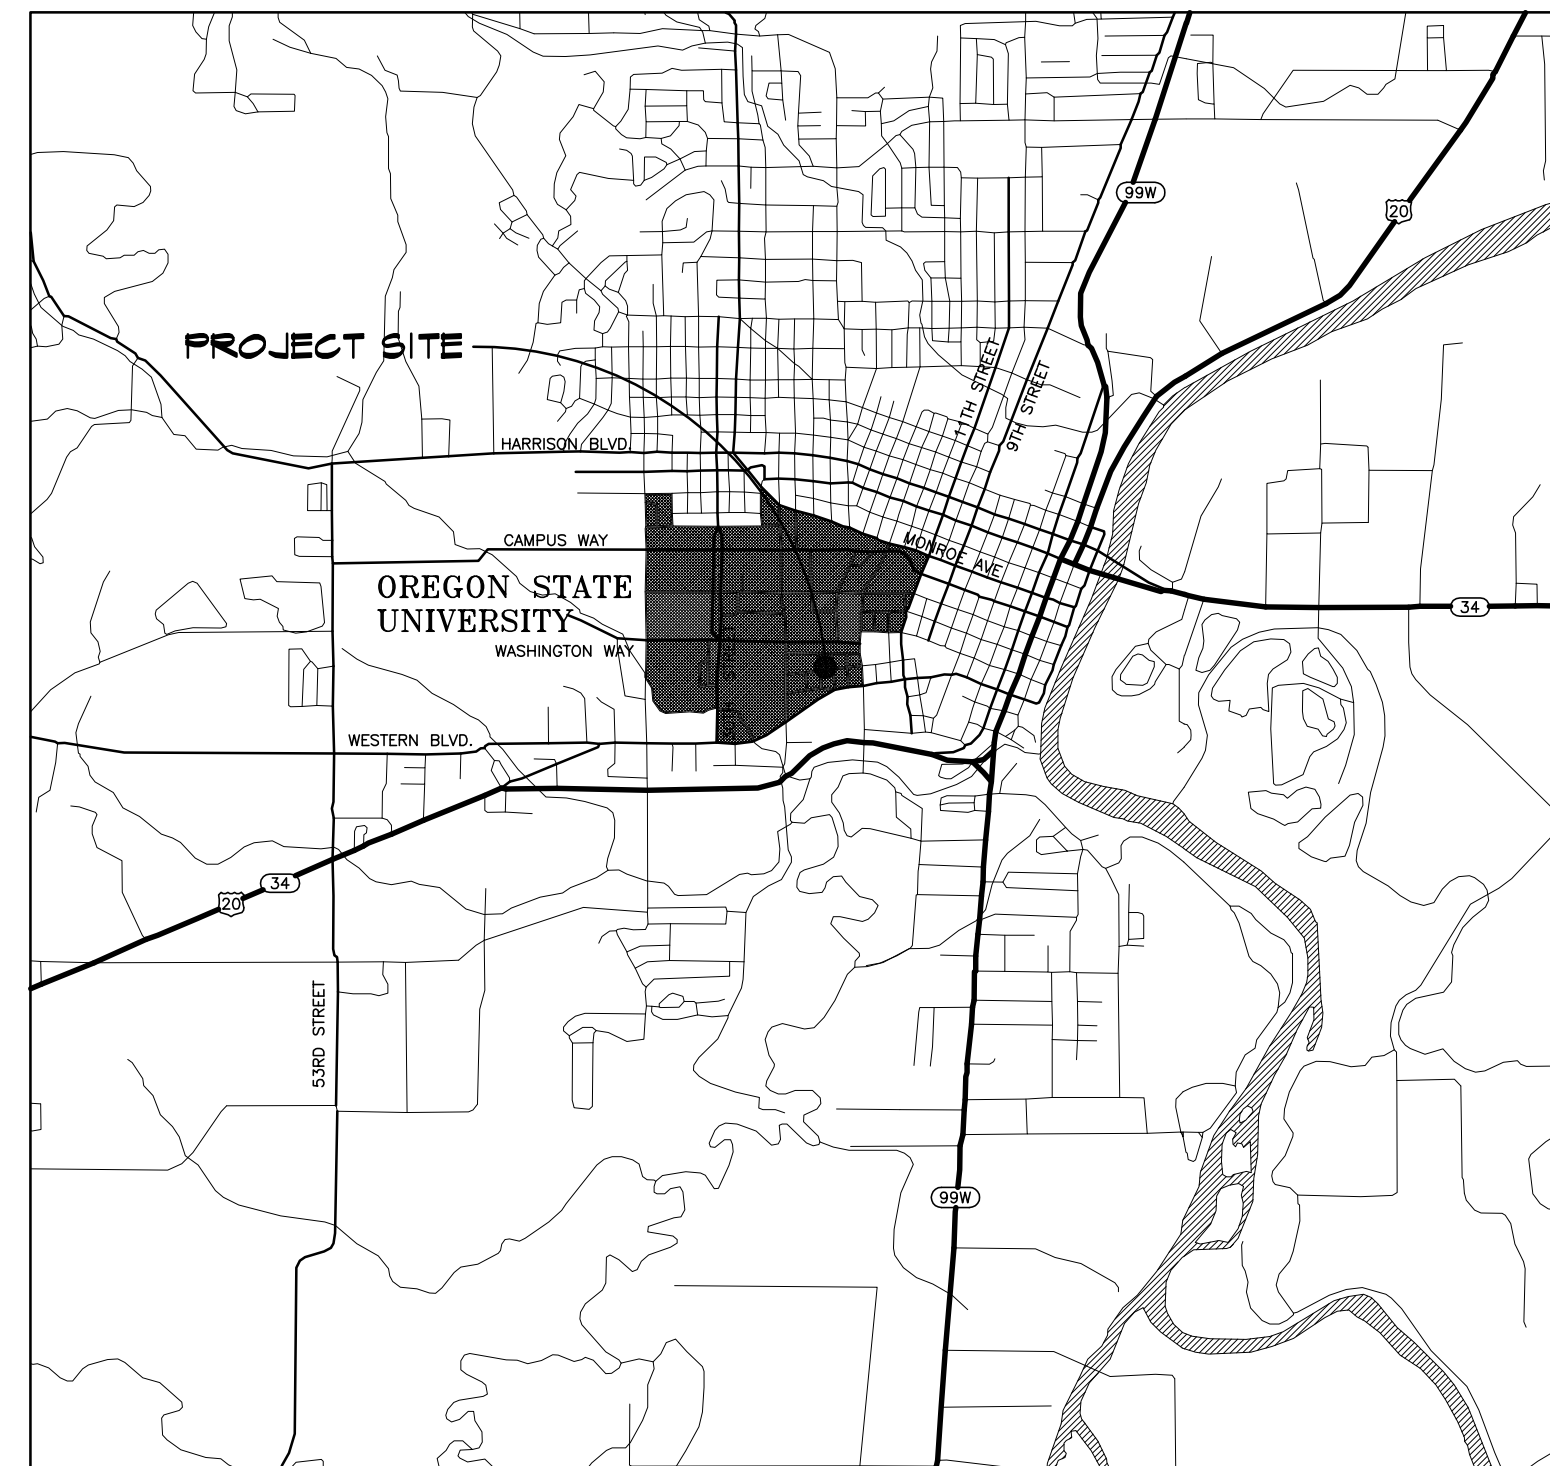 99W
20
PROJECT SITE
11TH STREET
9TH STREET
HARRISON BLVD.
CAMPUS WAY
MONROE AVE
OREGON STATE
UNIVERSITY
34
WASHINGTON WAY
STREET
WESTERN BLVD.
34
20
53RD STREET
99W